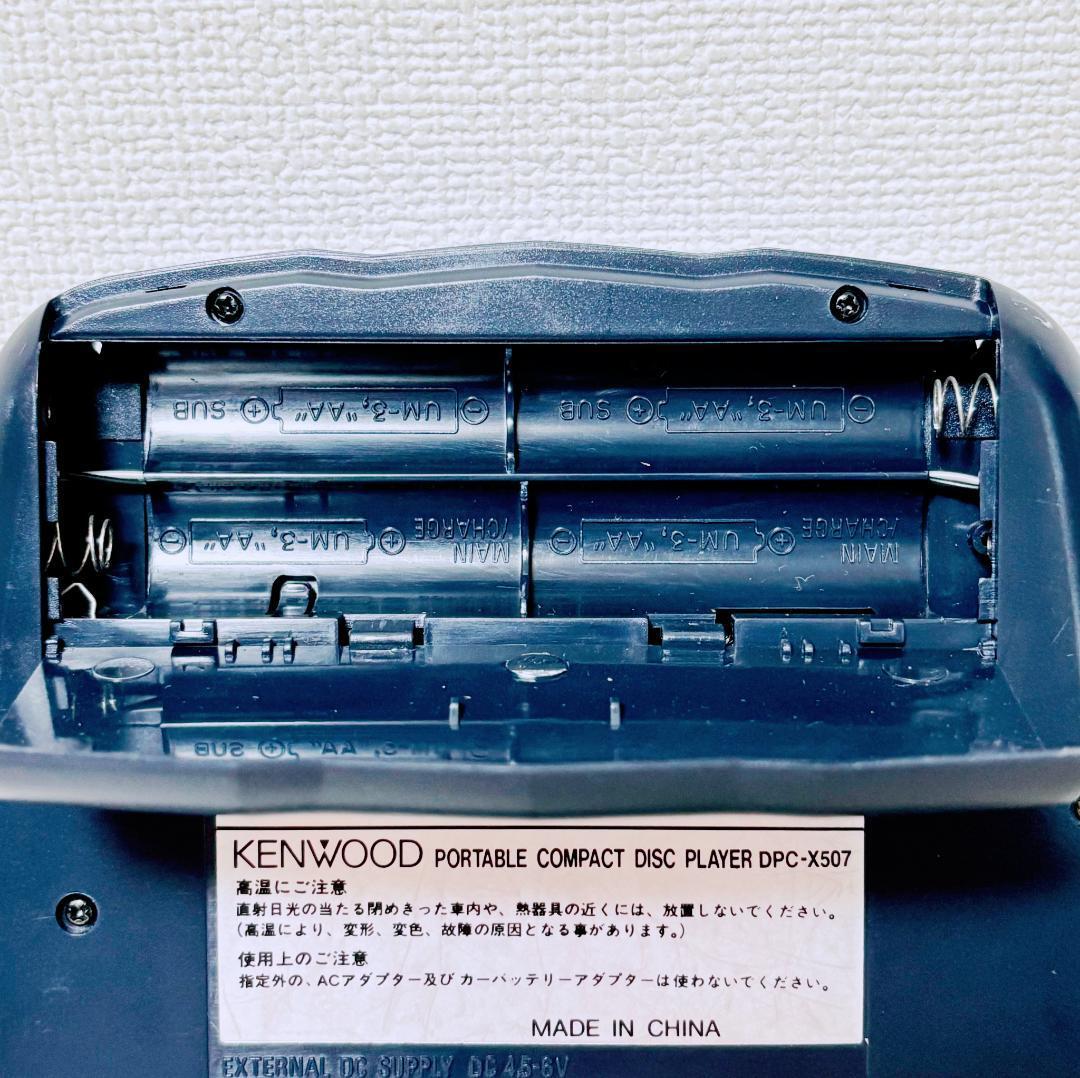 SUB ⊕ UM-3,"AA" ⊖
SUB ⊕ UM-3,"AA" ⊖
⊖ UM-3,"AA" ⊕ MAIN /CHARGE
⊖ UM-3,"AA" ⊕ MAIN /CHARGE
KENWOOD PORTABLE COMPACT DISC PLAYER DPC-X507
高温にご注意
直射日光の当たる閉めきった車内や、熱器具の近くには、放置しないでください。
(高温により、変形、変色、故障の原因となる事があります。)
使用上のご注意
指定外の、ACアダプター及びカーバッテリーアダプターは使わないでください。
MADE IN CHINA
EXTERNAL DC SUPPLY DC 4.5-6V